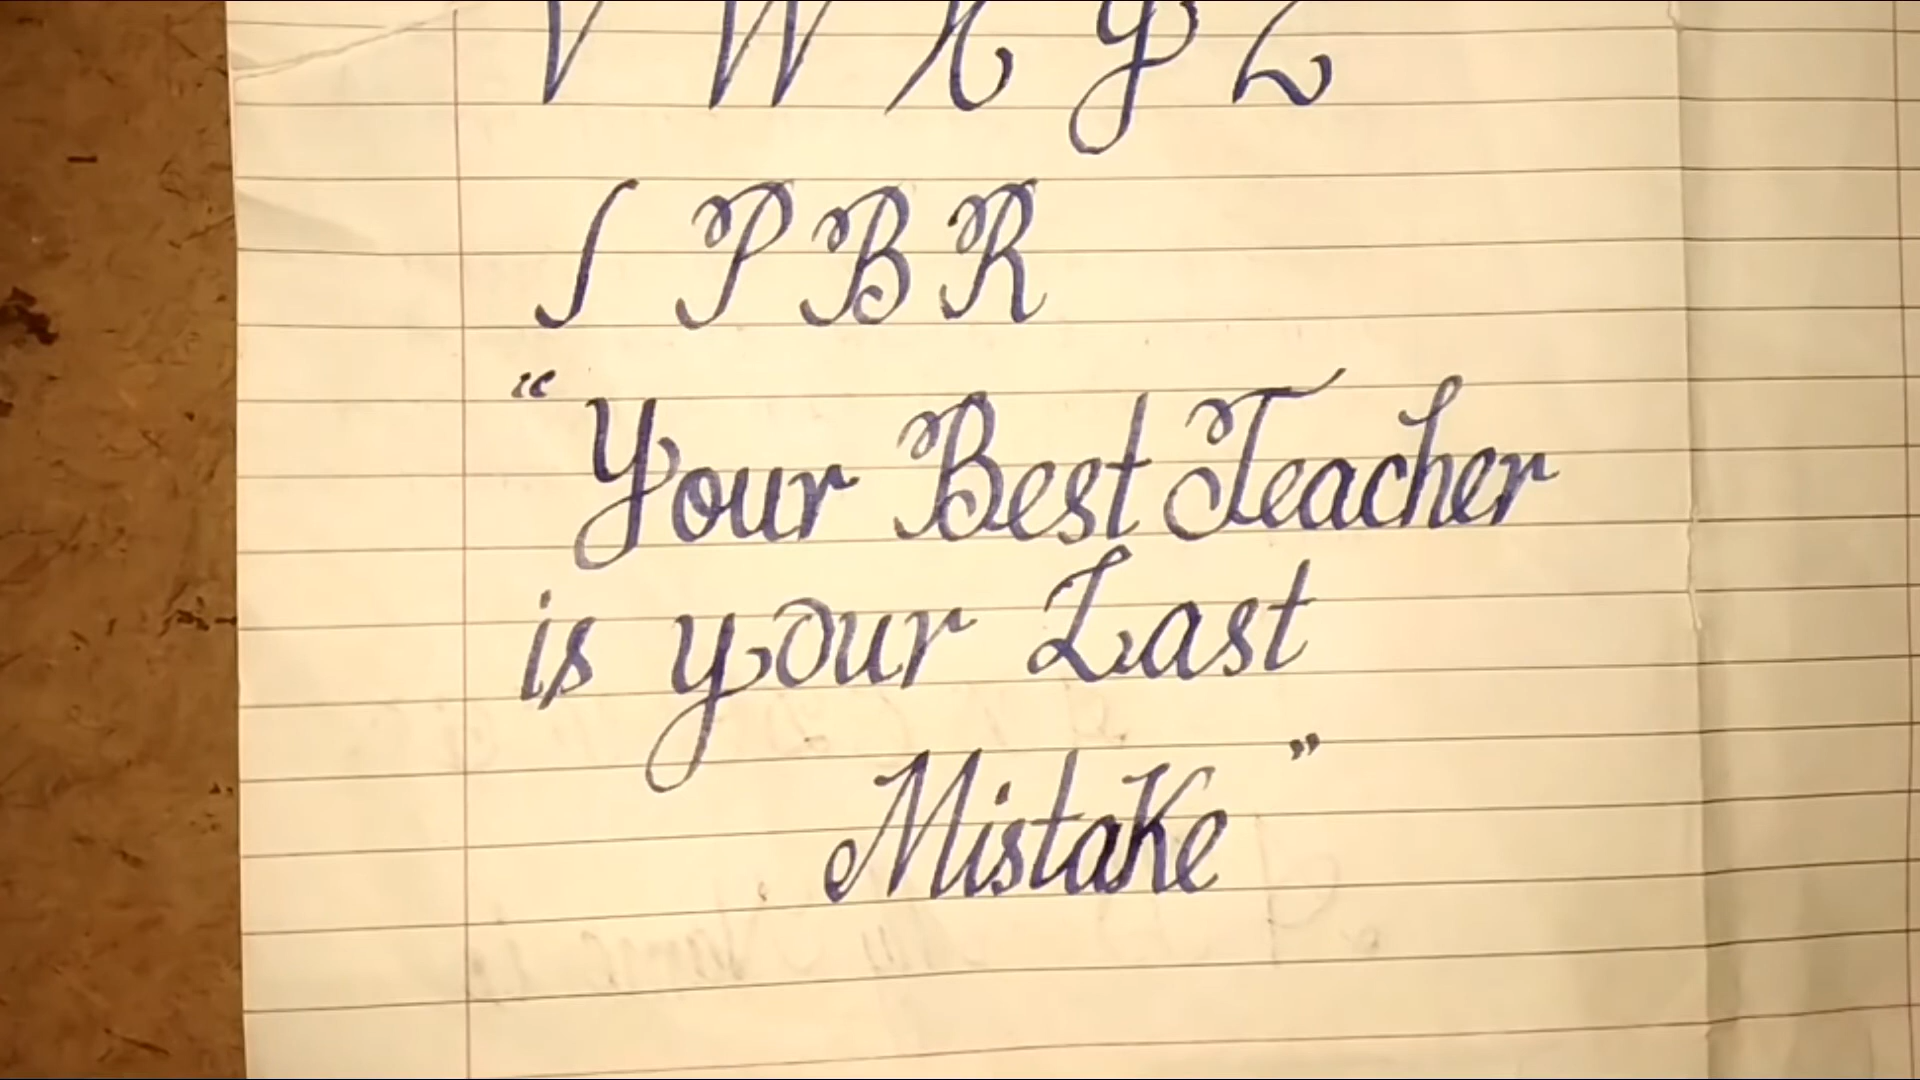 V W X Y Z
S P B R
“Your Best Teacher
is your Last
Mistake”